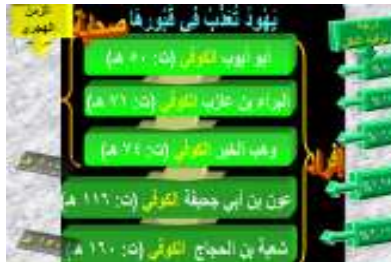 يهود تعذب في قبورها
صحابة
الزمن
الهجري
أبو أيوب الكوفي (ت: ٥٠ هـ)
البراء بن عازب الكوفي (ت: ٧١ هـ)
وهب الخير الكوفي (ت: ٧٤ هـ)
أفراد
عون بن أبي جحيفة الكوفي (ت: ١١٦ هـ)
شعبة بن الحجاج الكوفي (ت: ١٦٠ هـ)